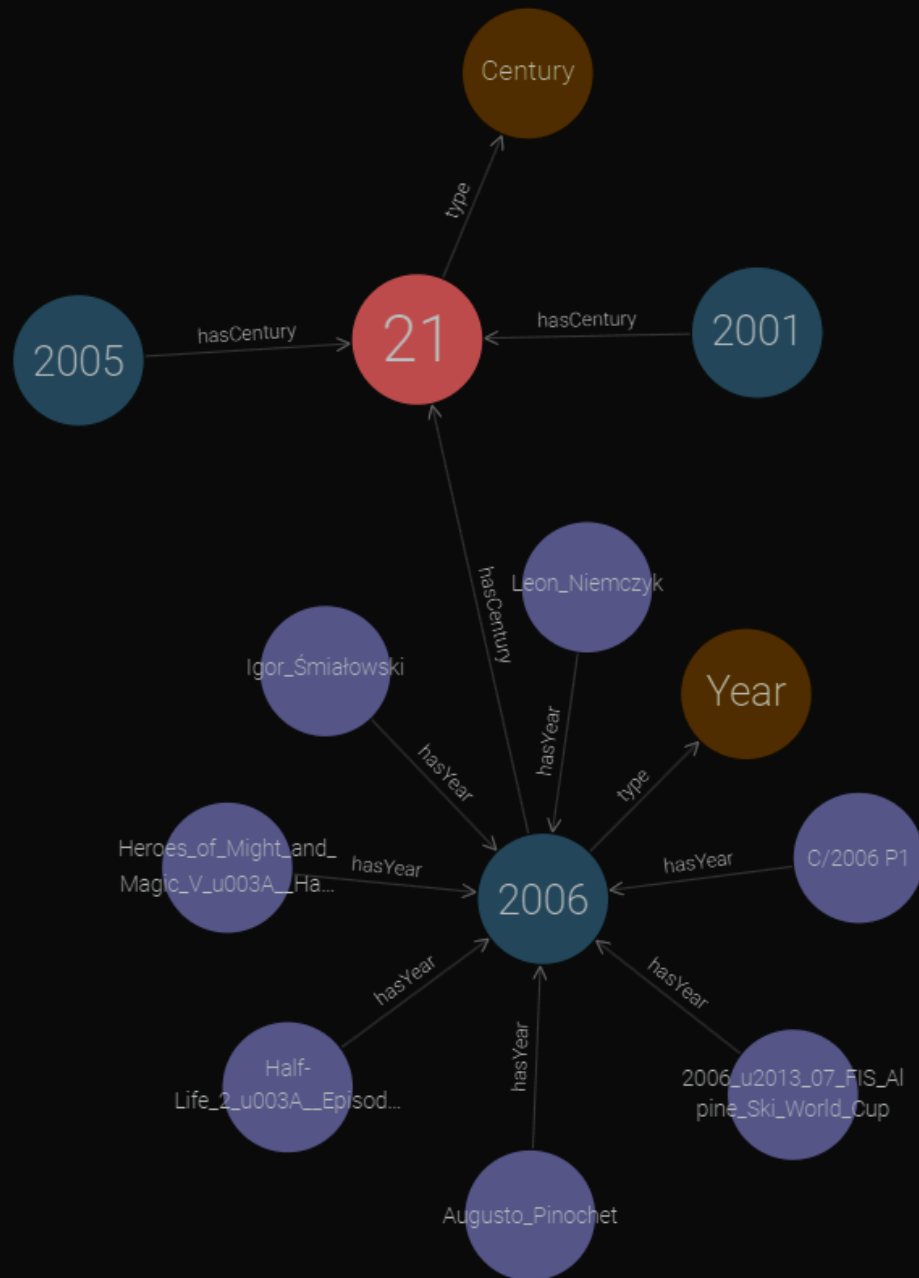 Century
type
hasCentury
hasCentury
2005
21
2001
hasCentury
Leon_Niemczyk
Igor_Śmiałowski
Year
hasYear
hasYear
type
Heroes_of_Might_and_
Magic_V_u003A__Ha...
hasYear
hasYear
C/2006 P1
2006
hasYear
hasYear
hasYear
Half-
Life_2_u003A__Episod...
2006_u2013_07_FIS_Al
pine_Ski_World_Cup
Augusto_Pinochet